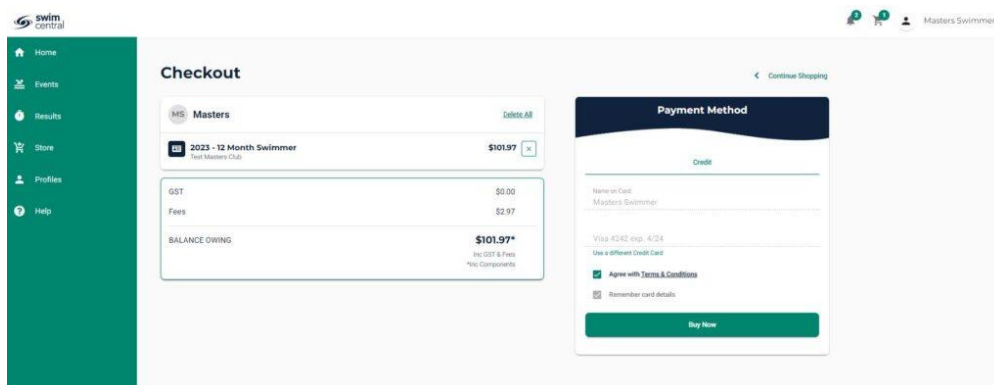 swim
central
2
1
Masters Swimmer
Home
Events
Results
Store
Profiles
Help
Checkout
Continue Shopping
MS Masters
Delete All
2023 - 12 Month Swimmer
$101.97
Test Masters Club
GST
$0.00
Fees
$2.97
BALANCE OWING
$101.97*
Inc GST & Fees
*Inc Components
Payment Method
Credit
Name on Card
Masters Swimmer
Visa 4242 exp. 4/24
Use a different Credit Card
Agree with Terms & Conditions
Remember card details
Buy Now